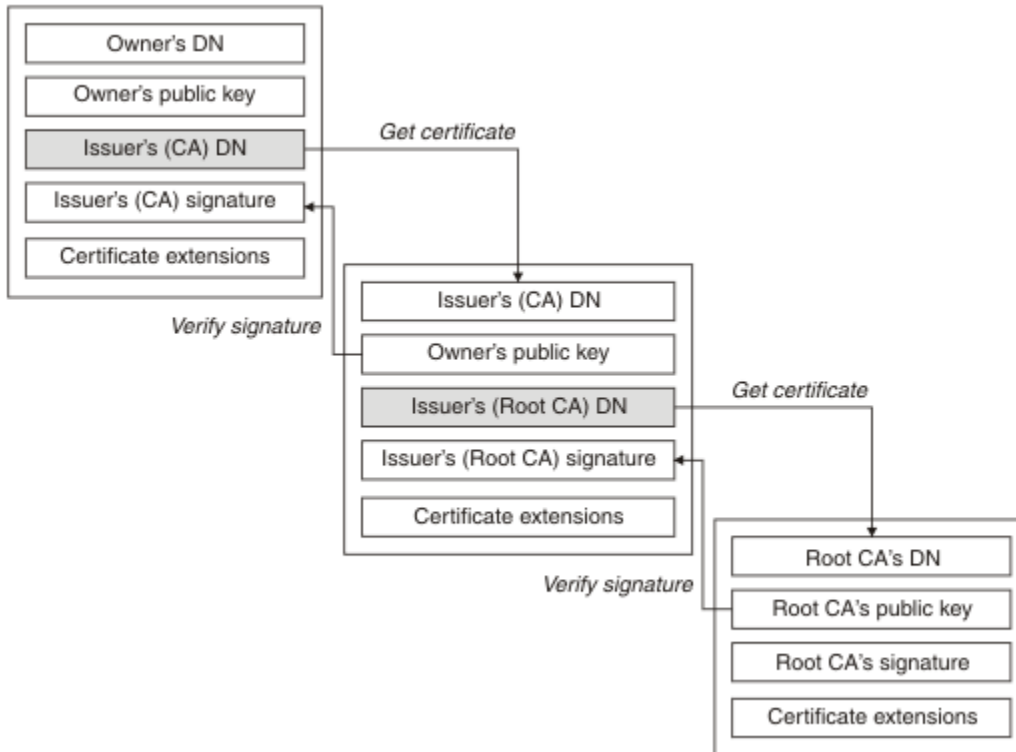 Owner's DN
Owner's public key
Issuer's (CA) DN
Get certificate
Issuer's (CA) signature
Certificate extensions
Verify signature
Issuer's (CA) DN
Owner's public key
Issuer's (Root CA) DN
Get certificate
Issuer's (Root CA) signature
Certificate extensions
Verify signature
Root CA's DN
Root CA's public key
Root CA's signature
Certificate extensions